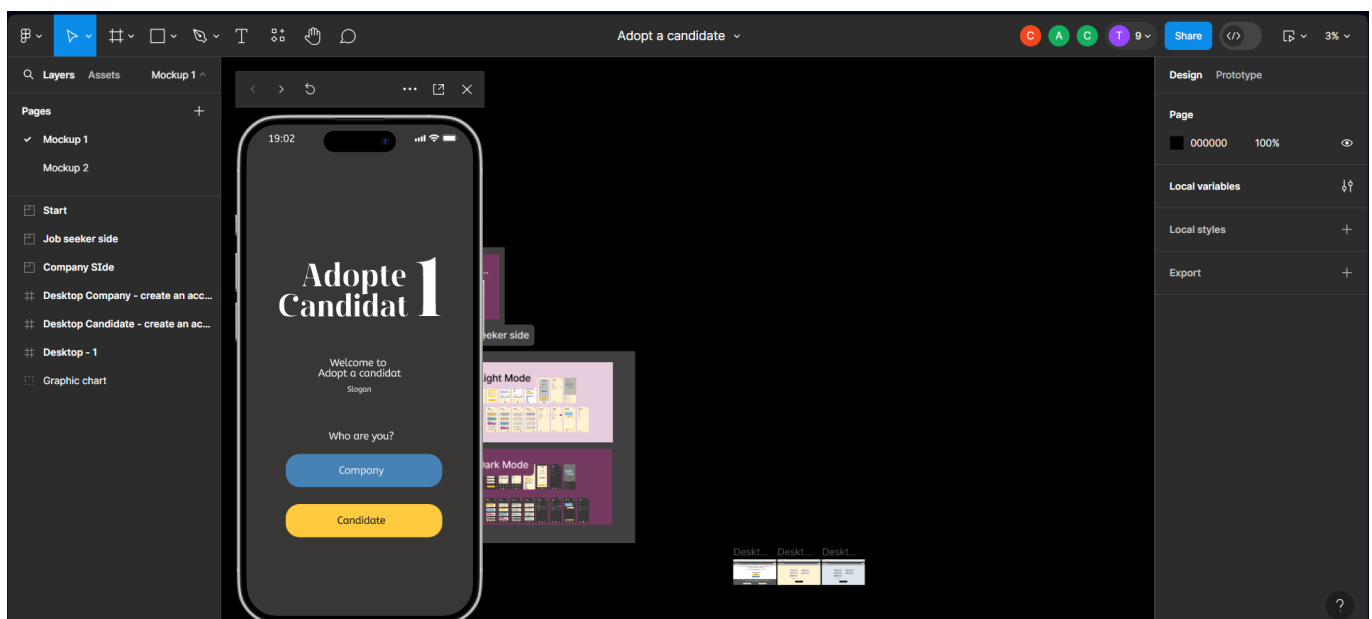 Adopt a candidate
C A C T 9
Share
3%
Layers Assets Mockup 1
Pages
Mockup 1
Mockup 2
Start
Job seeker side
Company SIde
Desktop Company - create an acc...
Desktop Candidate - create an ac...
Desktop - 1
Graphic chart
19:02
Adopte 1
Candidat
Welcome to
Adopt a candidat
Slogan
Who are you?
Company
Candidate
eeker side
ight Mode
ark Mode
Deskt... Deskt... Deskt...
Design Prototype
Page
000000 100%
Local variables
Local styles
Export
?